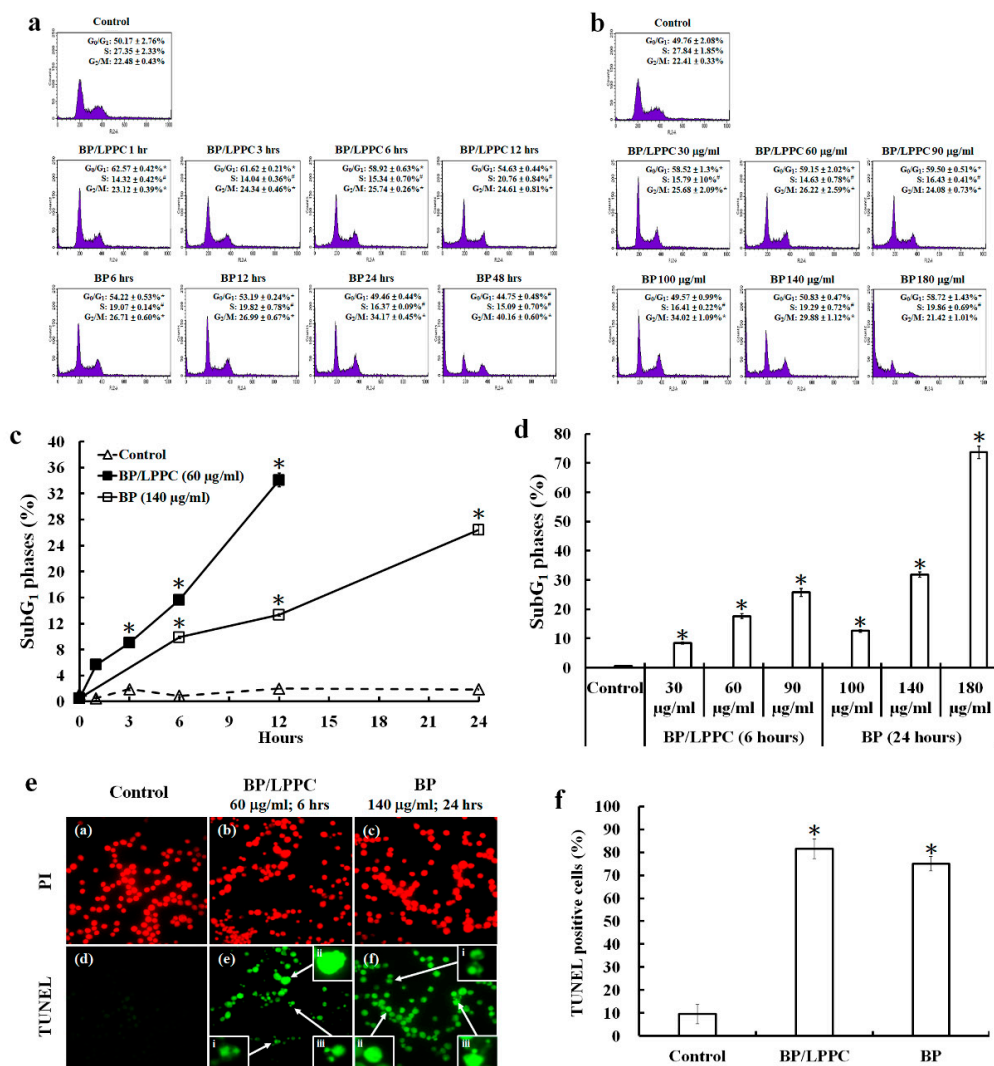 a
Control
G0/G1: 50.17 ± 2.76%
S: 27.35 ± 2.33%
G2/M: 22.48 ± 0.43%
BP/LPPC 1 hr
G0/G1: 62.57 ± 0.42%*
S: 14.32 ± 0.42%#
G2/M: 23.12 ± 0.39%*
BP/LPPC 3 hrs
G0/G1: 61.62 ± 0.21%*
S: 14.04 ± 0.36%#
G2/M: 24.34 ± 0.46%*
BP/LPPC 6 hrs
G0/G1: 58.92 ± 0.63%*
S: 15.34 ± 0.70%#
G2/M: 25.74 ± 0.26%*
BP/LPPC 12 hrs
G0/G1: 54.63 ± 0.44%*
S: 20.76 ± 0.84%#
G2/M: 24.61 ± 0.81%*
BP 6 hrs
G0/G1: 54.22 ± 0.53%*
S: 19.07 ± 0.14%#
G2/M: 26.71 ± 0.60%*
BP 12 hrs
G0/G1: 53.19 ± 0.24%*
S: 19.82 ± 0.78%#
G2/M: 26.99 ± 0.67%*
BP 24 hrs
G0/G1: 49.46 ± 0.44%
S: 16.37 ± 0.09%#
G2/M: 34.17 ± 0.45%*
BP 48 hrs
G0/G1: 44.75 ± 0.48%#
S: 15.09 ± 0.70%#
G2/M: 40.16 ± 0.60%*
b
Control
G0/G1: 49.76 ± 2.08%
S: 27.84 ± 1.85%
G2/M: 22.41 ± 0.33%
BP/LPPC 30 µg/ml
G0/G1: 58.52 ± 1.3%*
S: 15.79 ± 10%#
G2/M: 25.68 ± 2.09%*
BP/LPPC 60 µg/ml
G0/G1: 59.15 ± 2.02%*
S: 14.63 ± 0.78%#
G2/M: 26.22 ± 2.59%*
BP/LPPC 90 µg/ml
G0/G1: 59.50 ± 0.51%*
S: 16.43 ± 0.41%#
G2/M: 24.08 ± 0.73%*
BP 100 µg/ml
G0/G1: 49.57 ± 0.99%
S: 16.41 ± 0.22%#
G2/M: 34.02 ± 1.09%*
BP 140 µg/ml
G0/G1: 50.83 ± 0.47%
S: 19.29 ± 0.72%#
G2/M: 29.88 ± 1.12%*
BP 180 µg/ml
G0/G1: 58.72 ± 1.43%*
S: 19.86 ± 0.69%#
G2/M: 21.42 ± 1.01%
c
SubG1 phases (%)
40
36
32
28
24
20
16
12
8
4
0
Control
BP/LPPC (60 µg/ml)
BP (140 µg/ml)
* * * * * *
0 3 6 9 12 15 18 21 24
Hours
d
SubG1 phases (%)
80
70
60
50
40
30
20
10
0
* * * * * *
Control 30 µg/ml 60 µg/ml 90 µg/ml 100 µg/ml 140 µg/ml 180 µg/ml
BP/LPPC (6 hours) BP (24 hours)
e
Control
BP/LPPC
60 µg/ml; 6 hrs
BP
140 µg/ml; 24 hrs
PI
(a) (b) (c)
TUNEL
(d) (e) (f)
i ii iii
i ii iii
f
TUNEL positive cells (%)
100
90
80
70
60
50
40
30
20
10
0
* *
Control BP/LPPC BP